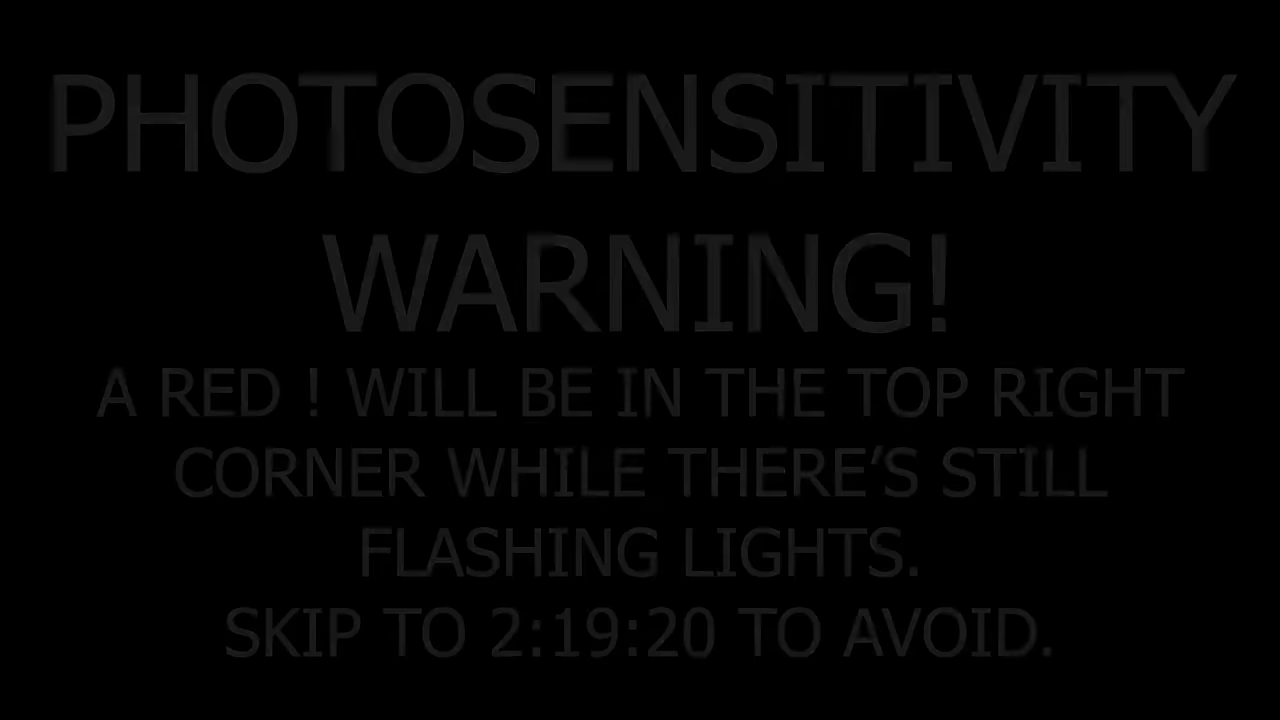 PHOTOSENSITIVITY
WARNING!
A RED ! WILL BE IN THE TOP RIGHT
CORNER WHILE THERE’S STILL
FLASHING LIGHTS.
SKIP TO 2:19:20 TO AVOID.